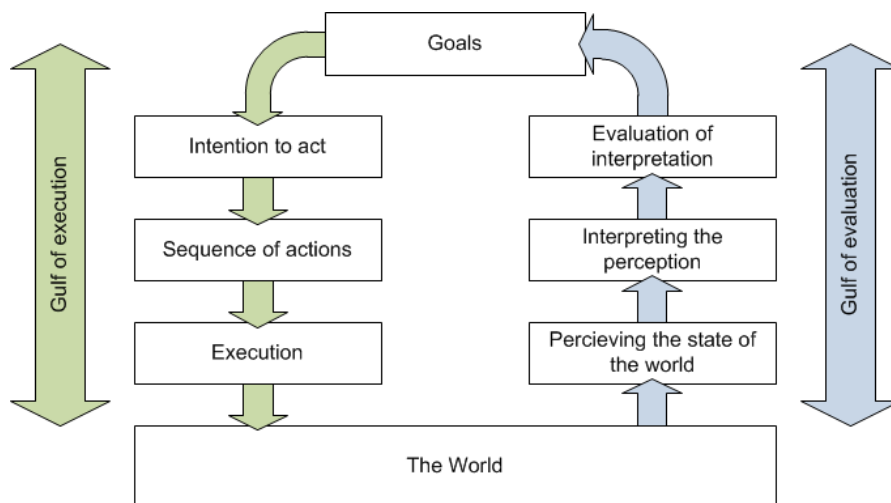 Goals
Gulf of execution
Intention to act
Sequence of actions
Execution
Evaluation of
interpretation
Interpreting the
perception
Percieving the state of
the world
Gulf of evaluation
The World